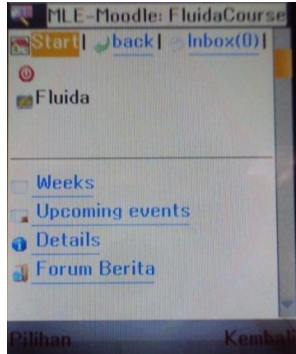 MLE-Moodle: FluidaCourse
Start| back| Inbox(0)|
Fluida
Weeks
Upcoming events
Details
Forum Berita
Pilihan Kembali